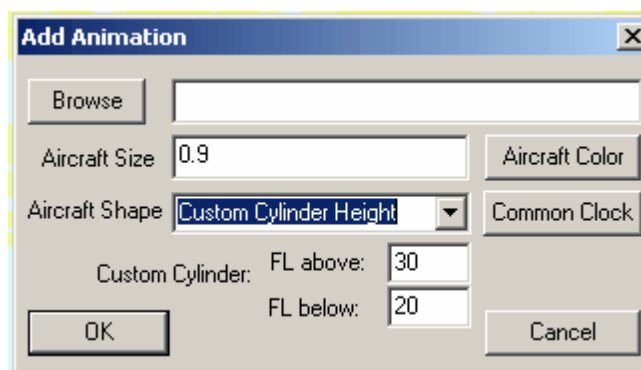 Add Animation
Browse
Aircraft Size 0.9 Aircraft Color
Aircraft Shape Custom Cylinder Height Common Clock
Custom Cylinder: FL above: 30
FL below: 20
OK Cancel